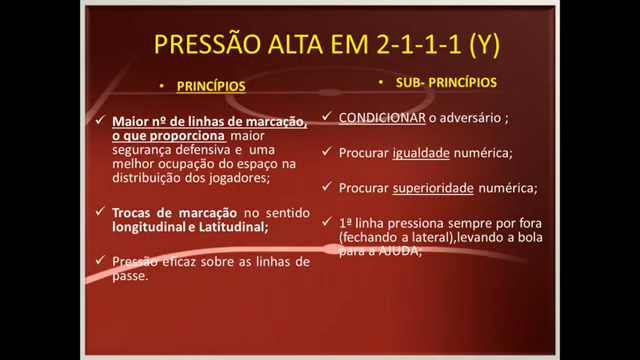 PRESSÃO ALTA EM 2-1-1-1 (Y)
• PRINCÍPIOS
✓ Maior nº de linhas de marcação,
o que proporciona maior
segurança defensiva e uma
melhor ocupação do espaço na
distribuição dos jogadores;
✓ Trocas de marcação no sentido
longitudinal e Latitudinal;
✓ Pressão eficaz sobre as linhas de
passe.
• SUB- PRINCÍPIOS
✓ CONDICIONAR o adversário ;
✓ Procurar igualdade numérica;
✓ Procurar superioridade numérica;
✓ 1ª linha pressiona sempre por fora
(fechando a lateral),levando a bola
para a AJUDA;